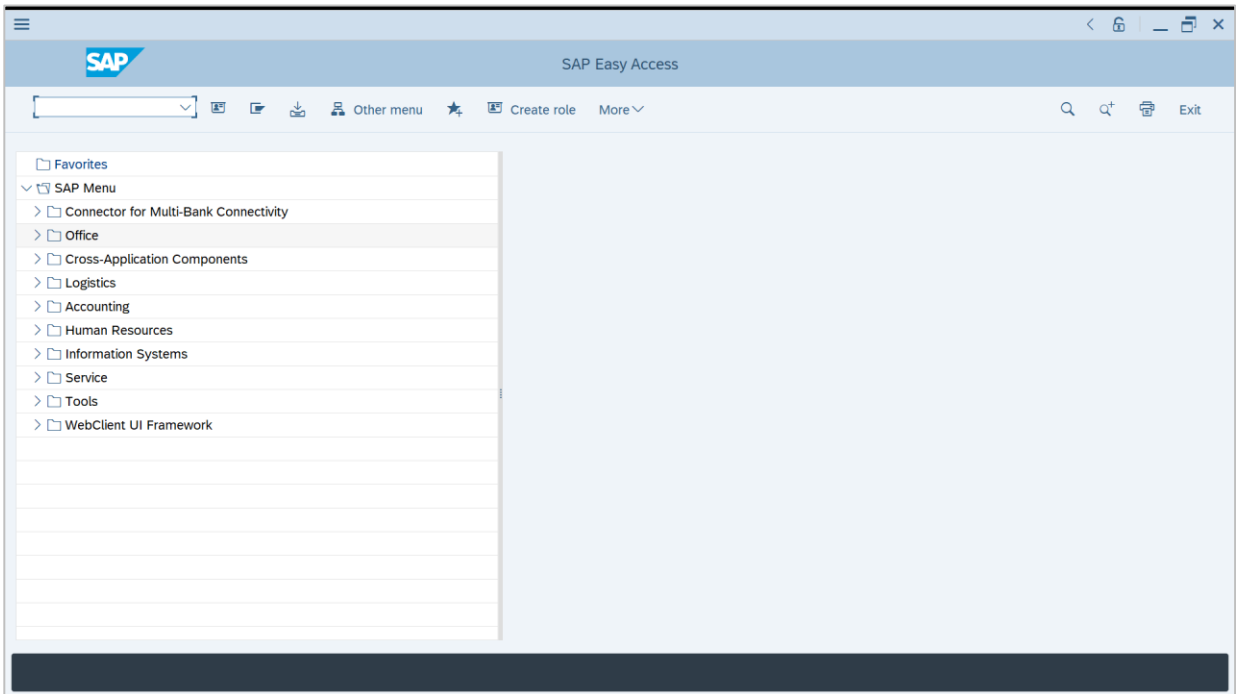 SAP
SAP Easy Access
Other menu Create role More Exit
Favorites
SAP Menu
Connector for Multi-Bank Connectivity
Office
Cross-Application Components
Logistics
Accounting
Human Resources
Information Systems
Service
Tools
WebClient UI Framework